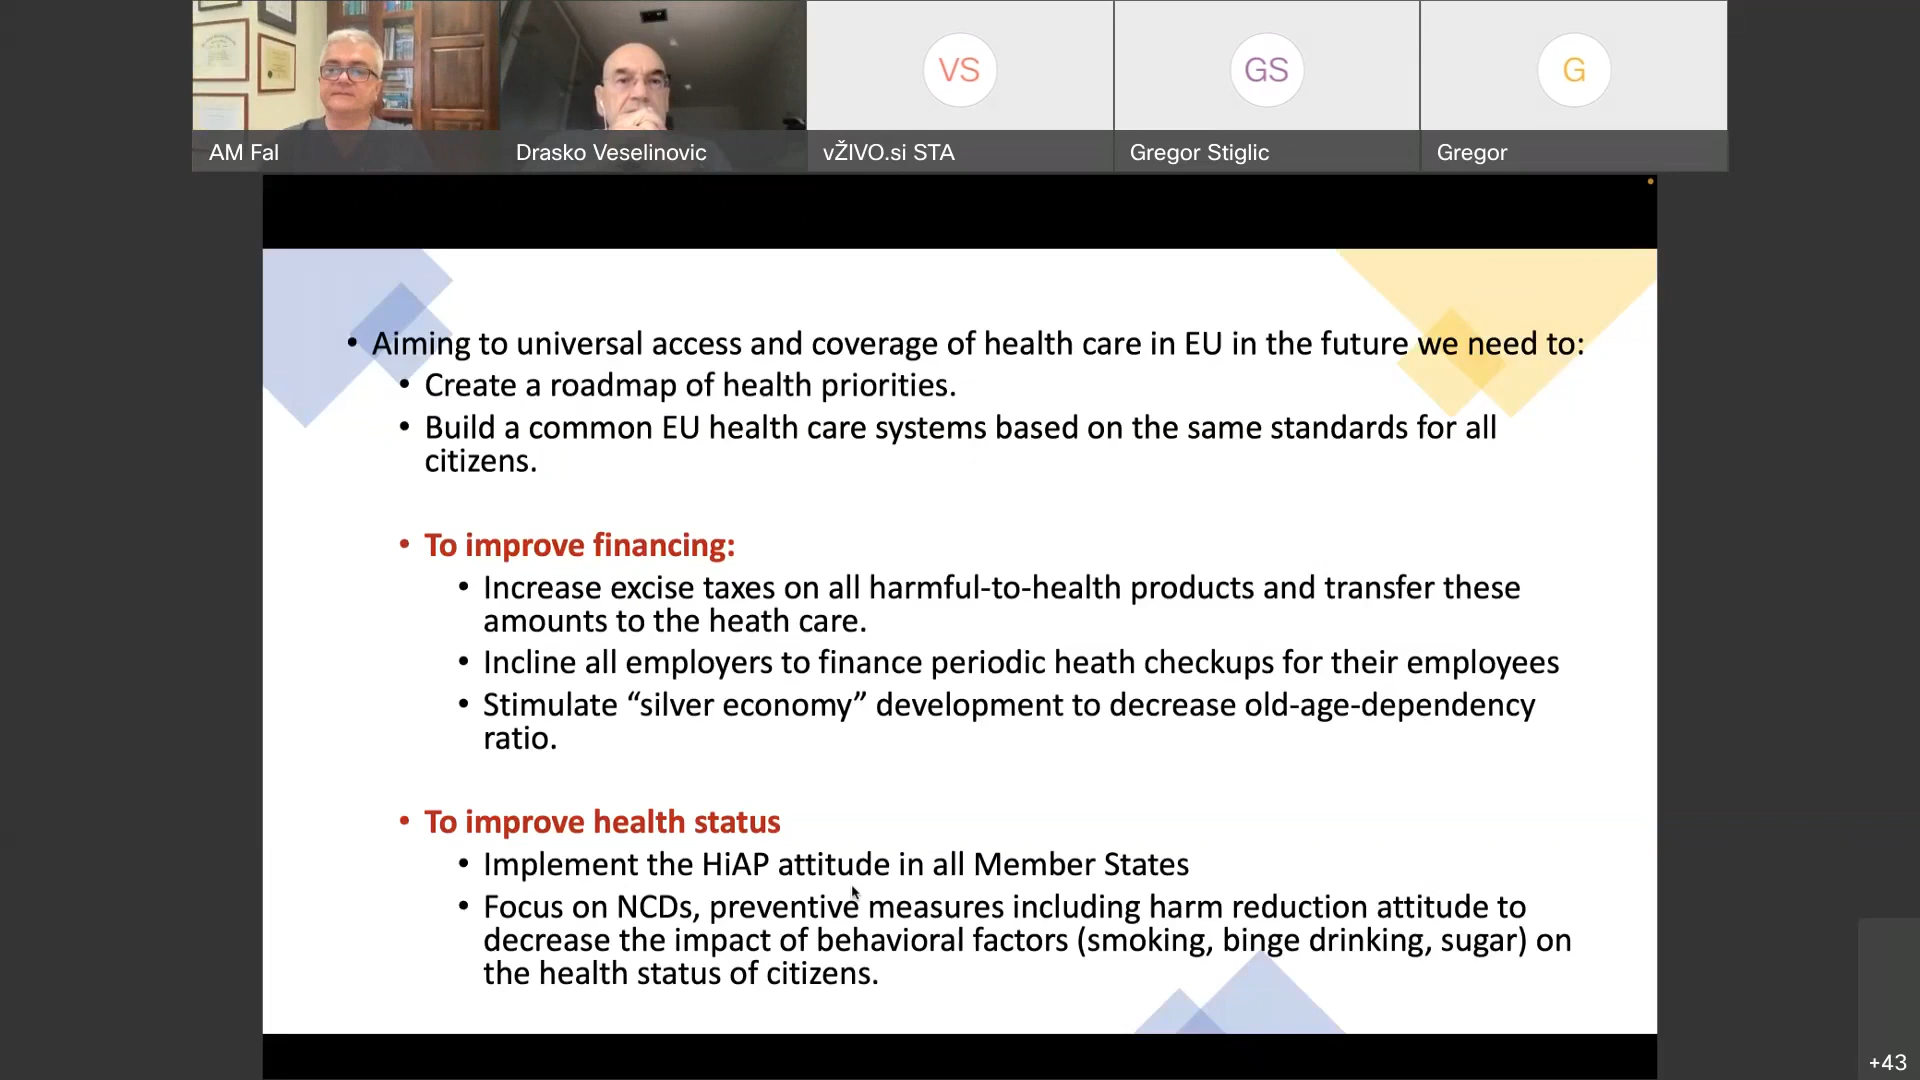 VS
GS
G
AM Fal
Drasko Veselinovic
vŽIVO.si STA
Gregor Stiglic
Gregor
• Aiming to universal access and coverage of health care in EU in the future we need to:
• Create a roadmap of health priorities.
• Build a common EU health care systems based on the same standards for all
citizens.
• To improve financing:
• Increase excise taxes on all harmful-to-health products and transfer these
amounts to the heath care.
• Incline all employers to finance periodic heath checkups for their employees
• Stimulate “silver economy” development to decrease old-age-dependency
ratio.
• To improve health status
• Implement the HiAP attitude in all Member States
• Focus on NCDs, preventive measures including harm reduction attitude to
decrease the impact of behavioral factors (smoking, binge drinking, sugar) on
the health status of citizens.
+43